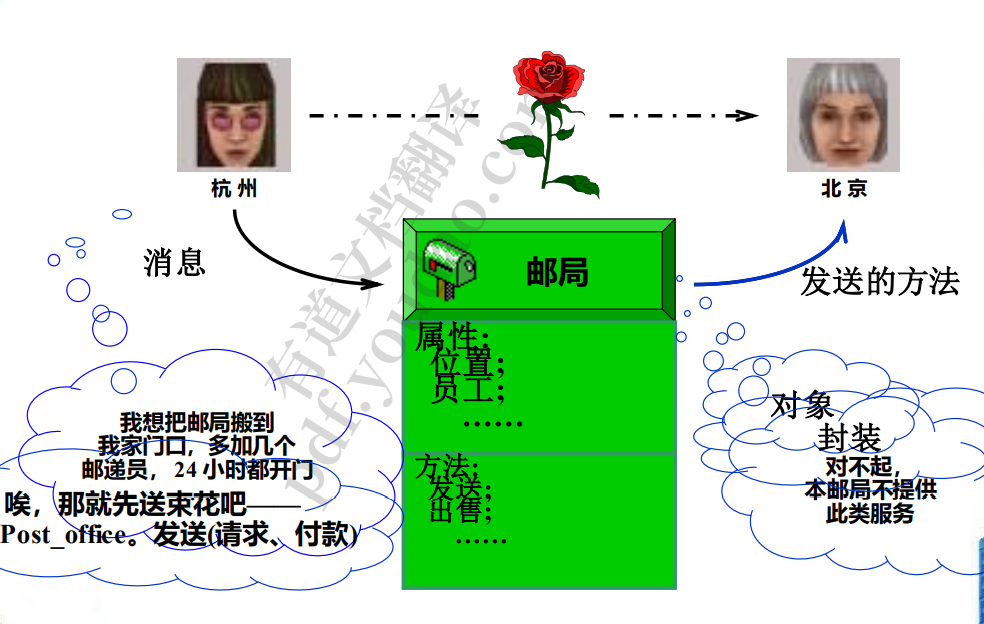 杭 州
北 京
消息
邮局
发送的方法
属性；
位置；
员工；
……
对象
封装
我想把邮局搬到
我家门口，多加几个
邮递员，24 小时都开门
唉，那就先送束花吧——
Post_office。发送(请求、付款)
方法；
发送；
出售；
……
对不起，
本邮局不提供
此类服务
有道文档翻译
pdf.youdao.com